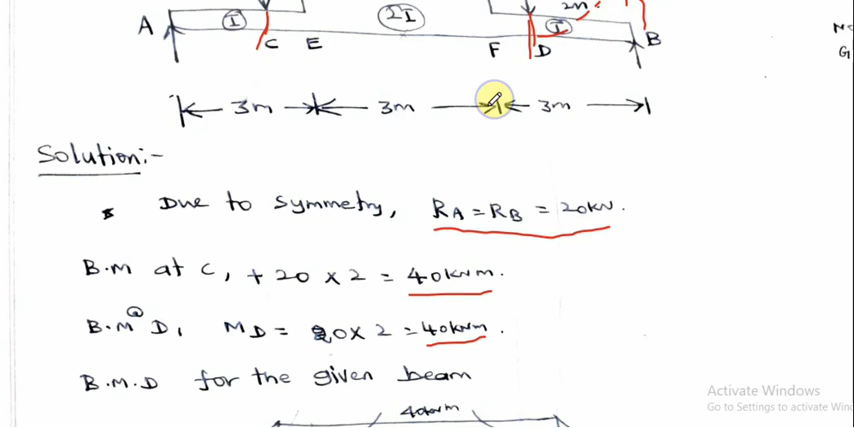 2I
2m
A I I B
C E F D
N
G
3m 3m 3m
Solution:-
Due to symmetry, RA = RB = 20kN.
B.M at C, +20 × 2 = 40kNm.
B.M @ D, MD = 20 × 2 = 40kNm.
B.M.D for the given beam
40kNm
Activate Windows
Go to Settings to activate Win